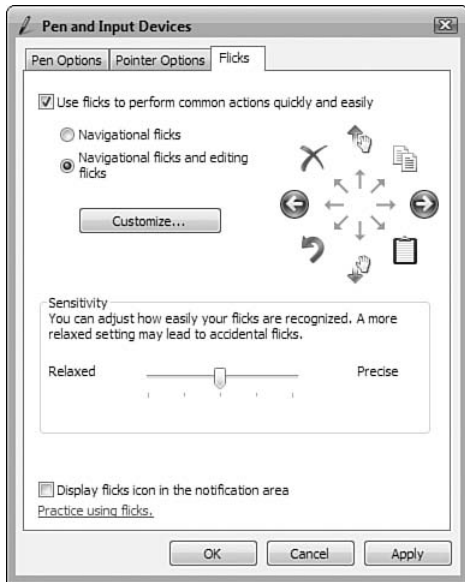 Pen and Input Devices
Pen Options
Pointer Options
Flicks
Use flicks to perform common actions quickly and easily
Navigational flicks
Navigational flicks and editing
flicks
Customize...
Sensitivity
You can adjust how easily your flicks are recognized. A more
relaxed setting may lead to accidental flicks.
Relaxed
Precise
Display flicks icon in the notification area
Practice using flicks.
OK
Cancel
Apply